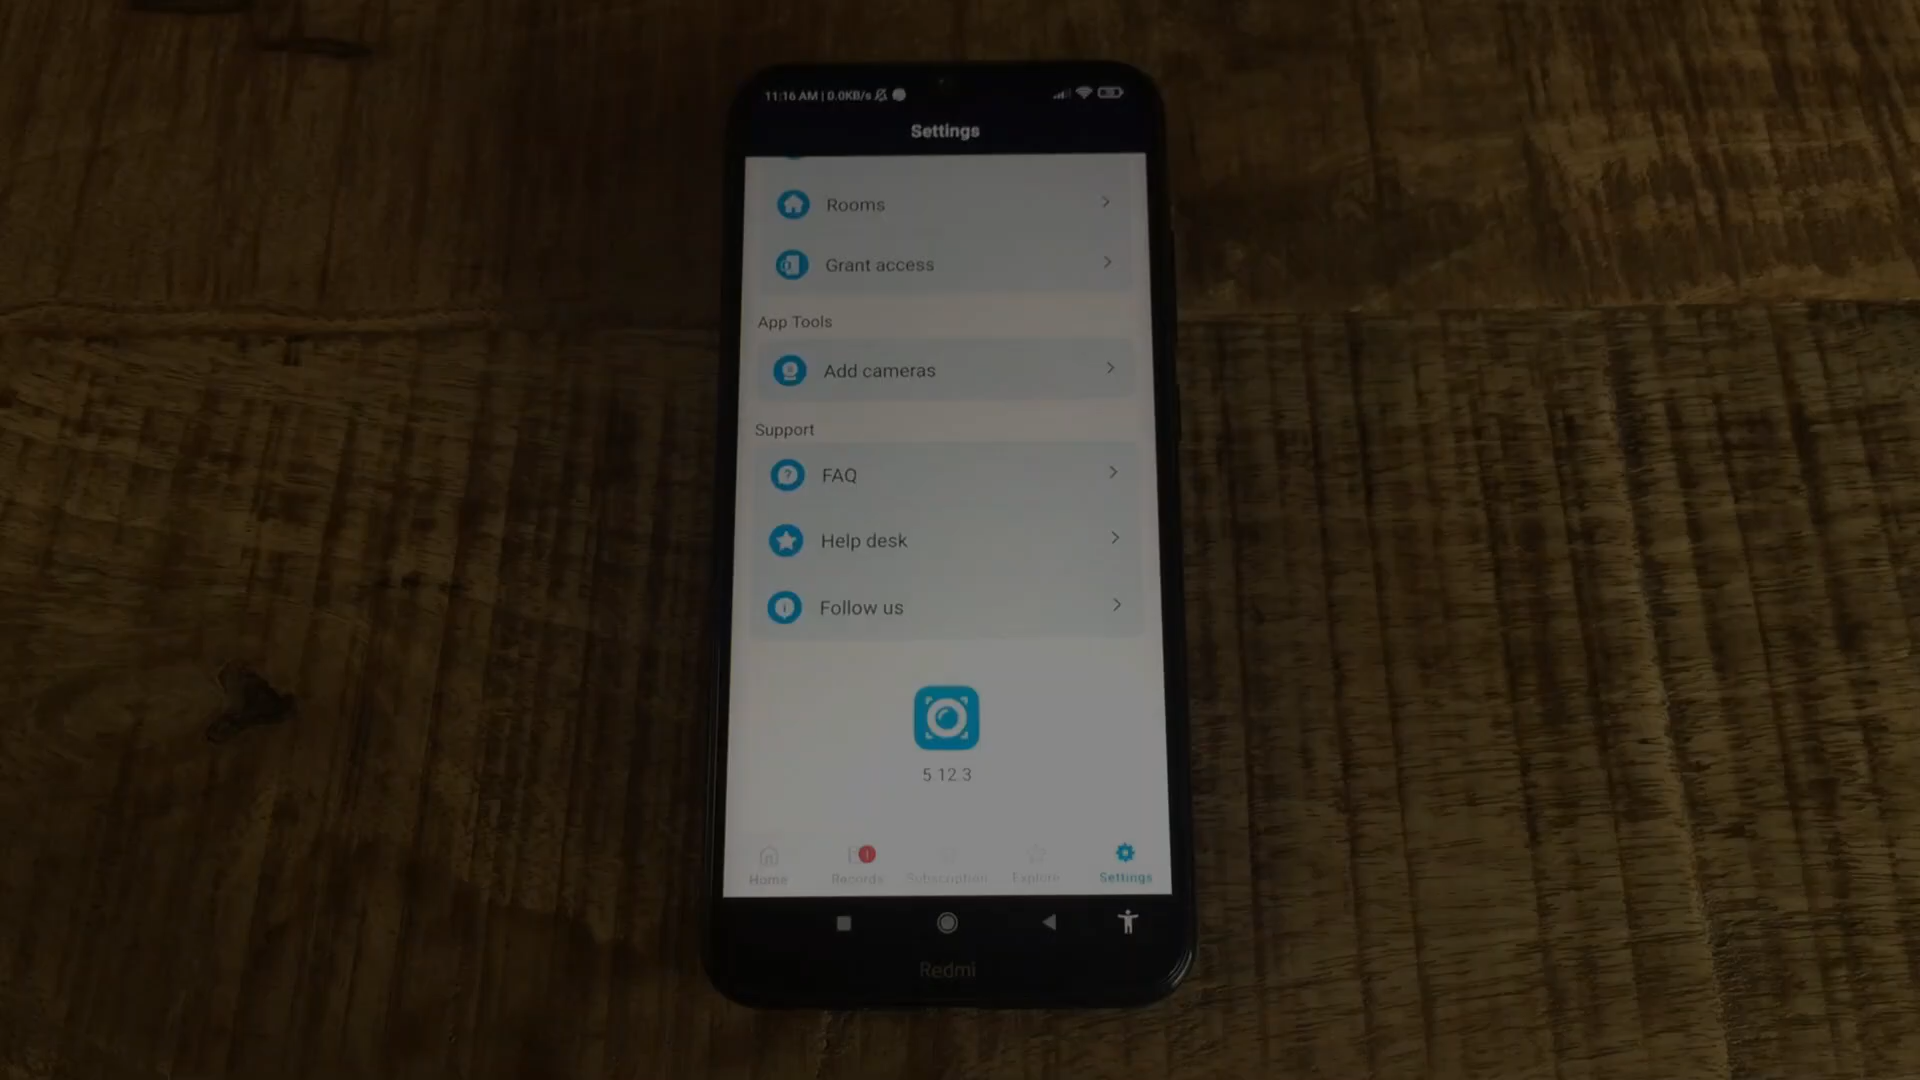 11:16 AM | 0.0KB/s
Settings
Rooms
Grant access
App Tools
Add cameras
Support
FAQ
Help desk
Follow us
5 12 3
Home
Records
Subscription
Explore
Settings
Redmi